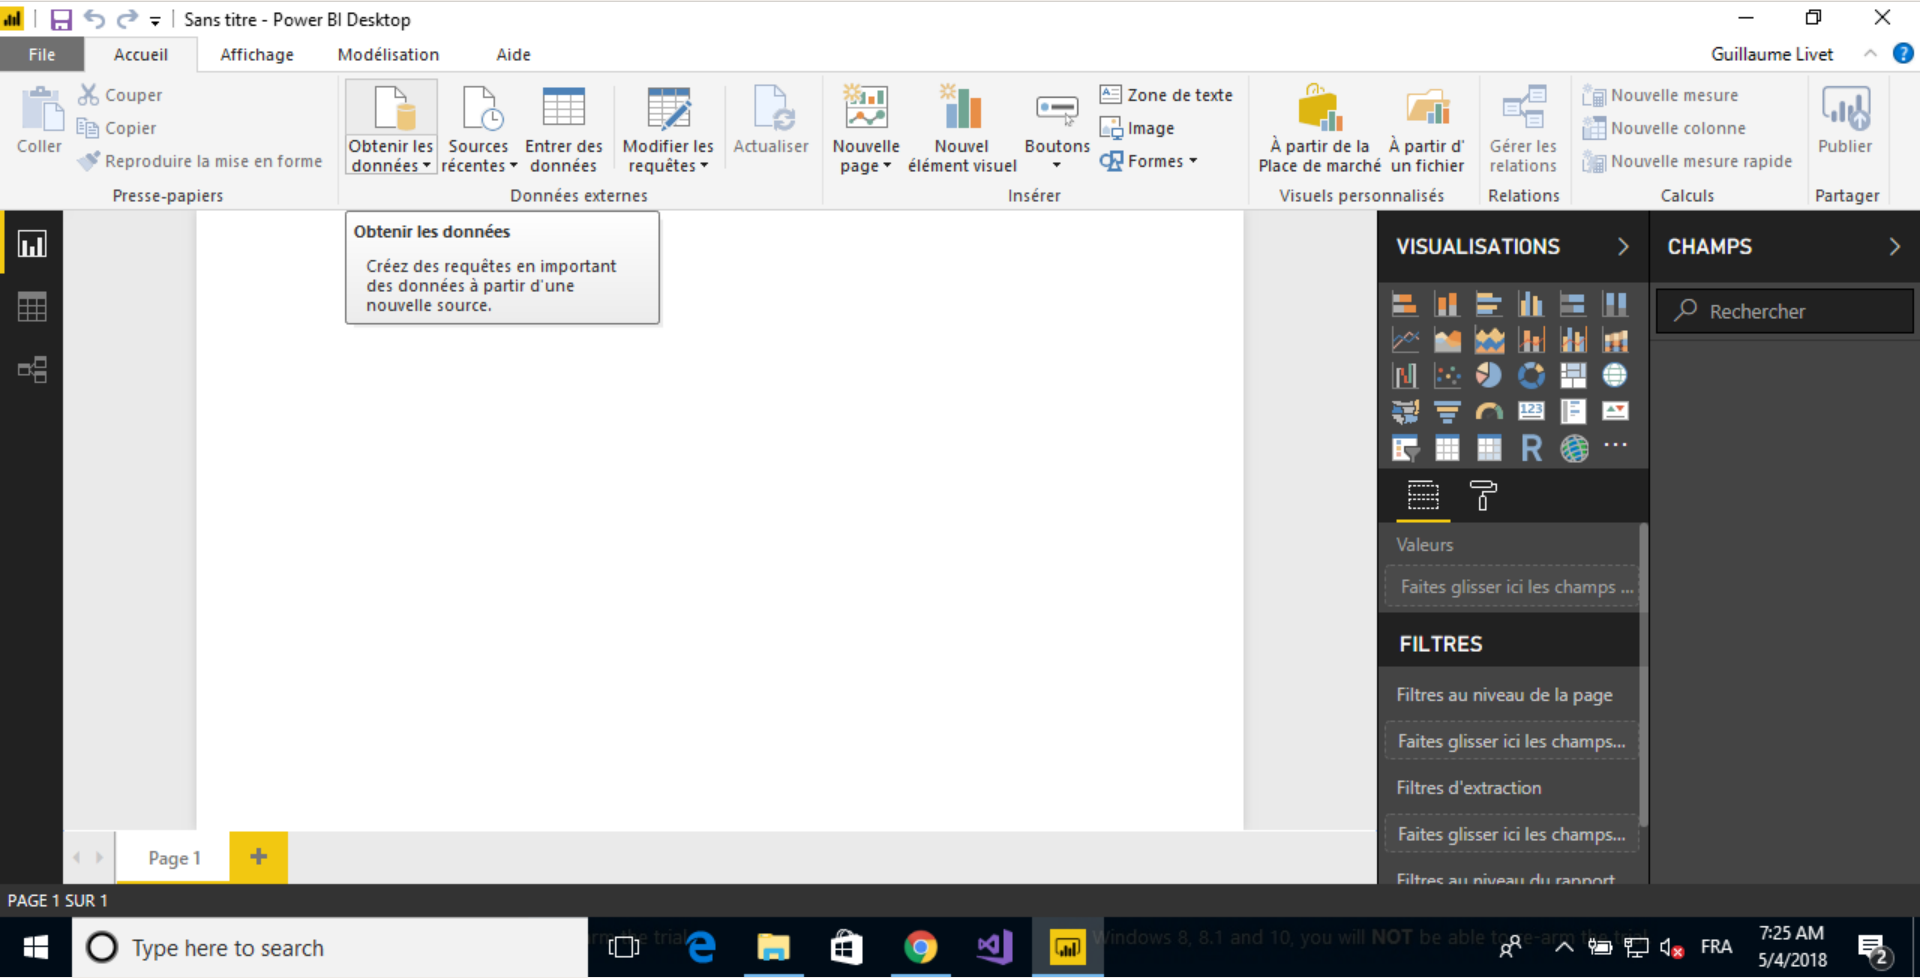 Sans titre - Power BI Desktop
File
Accueil
Affichage
Modélisation
Aide
Guillaume Livet
Coller
Couper
Copier
Reproduire la mise en forme
Presse-papiers
Obtenir les
données
Sources
récentes
Entrer des
données
Modifier les
requêtes
Actualiser
Données externes
Nouvelle
page
Nouvel
élément visuel
Boutons
Zone de texte
Image
Formes
Insérer
À partir de la
Place de marché
À partir d'
un fichier
Visuels personnalisés
Gérer les
relations
Relations
Nouvelle mesure
Nouvelle colonne
Nouvelle mesure rapide
Calculs
Publier
Partager
Obtenir les données
Créez des requêtes en important
des données à partir d'une
nouvelle source.
VISUALISATIONS
CHAMPS
Rechercher
123
R
Valeurs
Faites glisser ici les champs ...
FILTRES
Filtres au niveau de la page
Faites glisser ici les champs...
Filtres d'extraction
Faites glisser ici les champs...
Filtres au niveau du rapport
Page 1
PAGE 1 SUR 1
Type here to search
the trial
Windows 8, 8.1 and 10, you will NOT be able to re-arm the trial
FRA
7:25 AM
5/4/2018
2